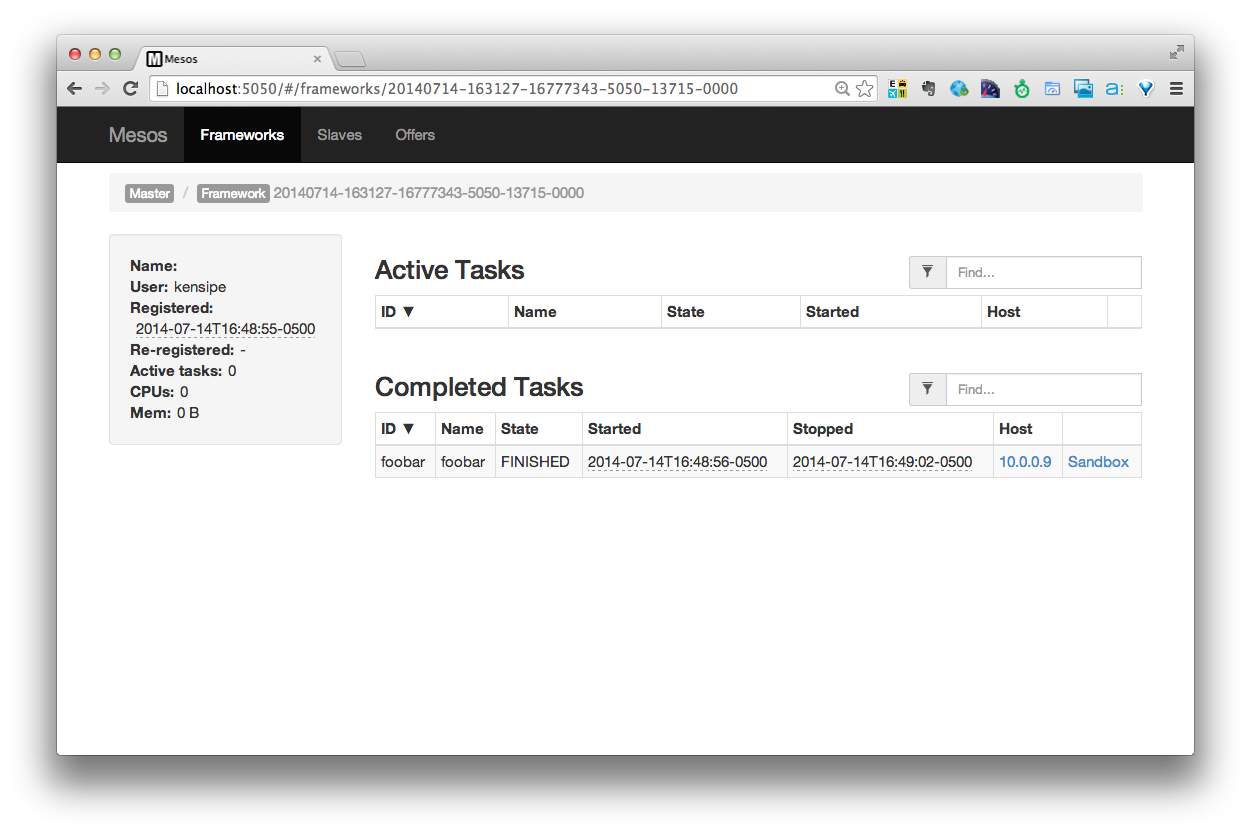 Mesos
localhost:5050/#/frameworks/20140714-163127-16777343-5050-13715-0000
Mesos Frameworks Slaves Offers
Master / Framework 20140714-163127-16777343-5050-13715-0000
Name:
User: kensipe
Registered:
2014-07-14T16:48:55-0500
Re-registered: -
Active tasks: 0
CPUs: 0
Mem: 0 B
Active Tasks Find...
ID ▼ Name State Started Host
Completed Tasks Find...
ID ▼ Name State Started Stopped Host
foobar foobar FINISHED 2014-07-14T16:48:56-0500 2014-07-14T16:49:02-0500 10.0.0.9 Sandbox